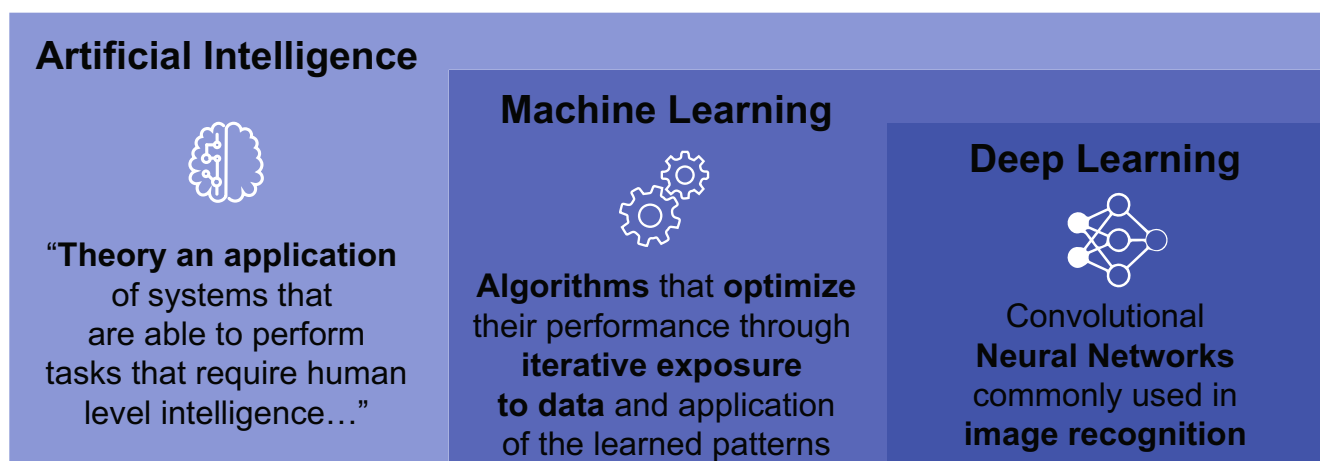 Artificial Intelligence
“Theory an application
of systems that
are able to perform
tasks that require human
level intelligence…”
Machine Learning
Algorithms that optimize
their performance through
iterative exposure
to data and application
of the learned patterns
Deep Learning
Convolutional
Neural Networks
commonly used in
image recognition